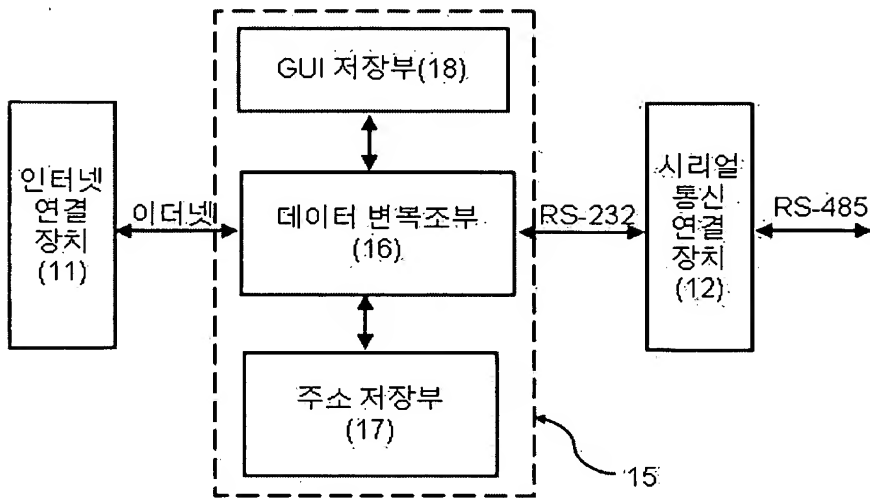 GUI 저장부(18)
인터넷
연결
장치
(11)
이더넷
데이터 변복조부
(16)
RS-232
시리얼
통신
연결
장치
(12)
RS-485
주소 저장부
(17)
15